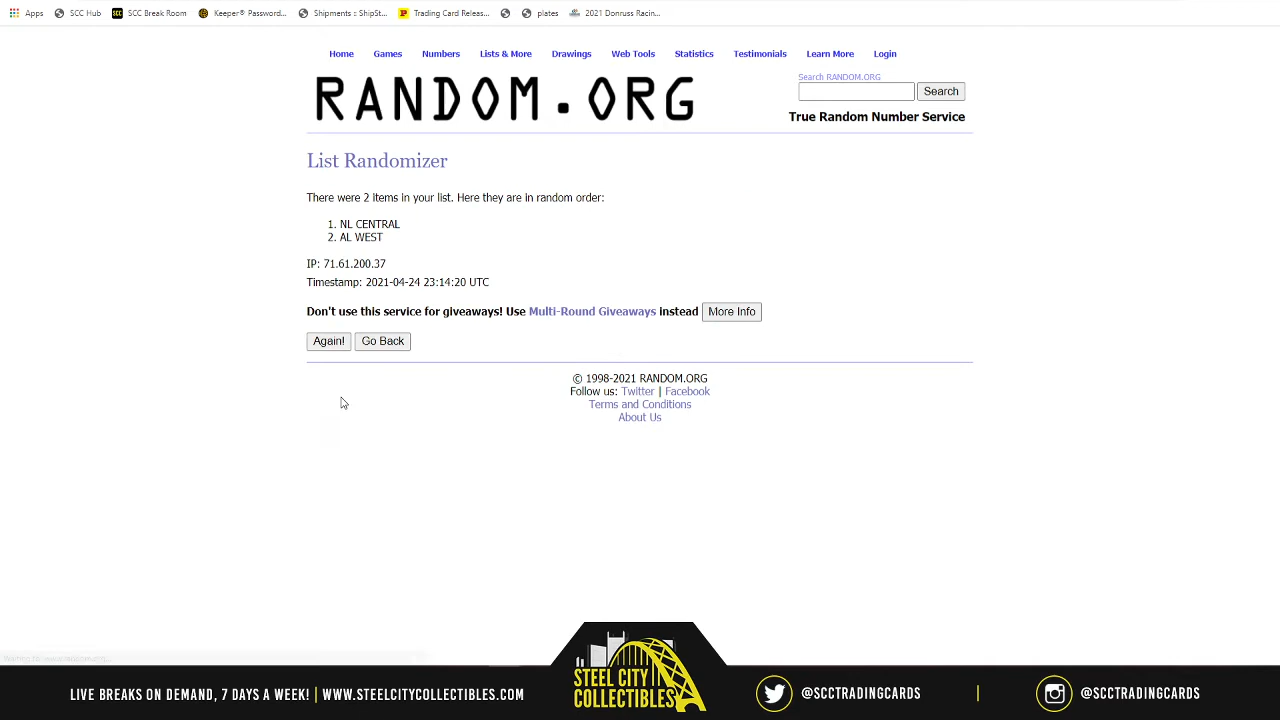 Apps SCC Hub SCC Break Room Keeper® Password... Shipments :: ShipSt... Trading Card Releas... plates 2021 Donruss Racin...
Home Games Numbers Lists & More Drawings Web Tools Statistics Testimonials Learn More Login
RANDOM.ORG
Search RANDOM.ORG
Search
True Random Number Service
List Randomizer
There were 2 items in your list. Here they are in random order:
1. NL CENTRAL
2. AL WEST
IP: 71.61.200.37
Timestamp: 2021-04-24 23:14:20 UTC
Don't use this service for giveaways! Use Multi-Round Giveaways instead More Info
Again! Go Back
© 1998-2021 RANDOM.ORG
Follow us: Twitter | Facebook
Terms and Conditions
About Us
LIVE BREAKS ON DEMAND, 7 DAYS A WEEK! | WWW.STEELCITYCOLLECTIBLES.COM
STEEL CITY
COLLECTIBLES
@SCCTRADINGCARDS | @SCCTRADINGCARDS